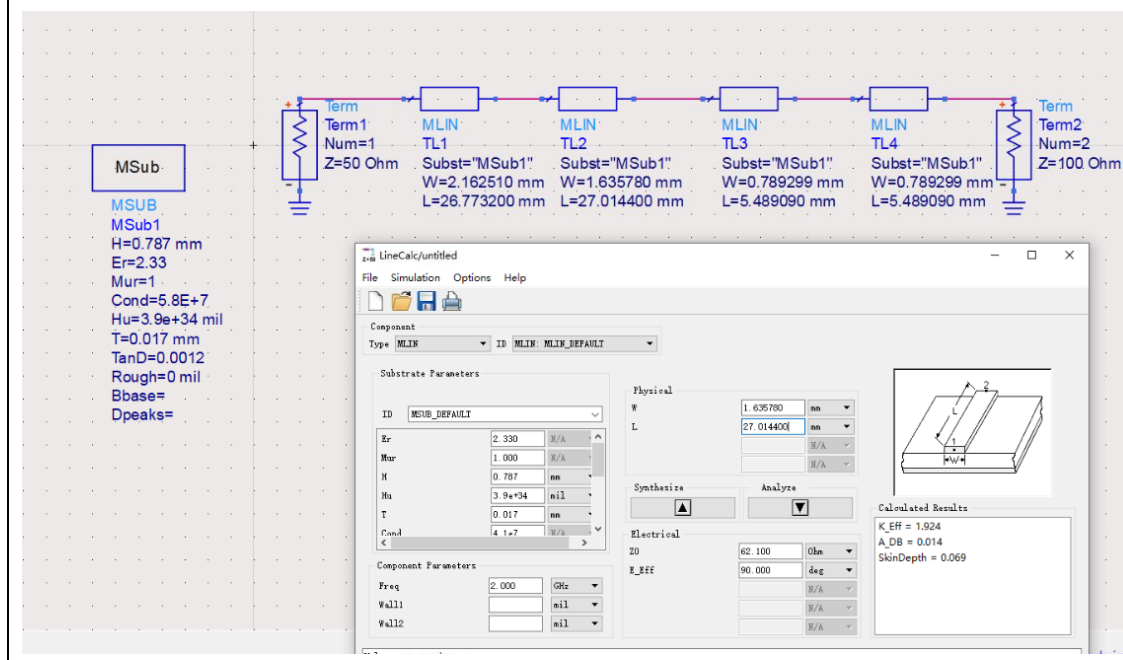 Term
Term1
Num=1
Z=50 Ohm
MLIN
TL1
Subst="MSub1"
W=2.162510 mm
L=26.773200 mm
MLIN
TL2
Subst="MSub1"
W=1.635780 mm
L=27.014400 mm
MLIN
TL3
Subst="MSub1"
W=0.789299 mm
L=5.489090 mm
MLIN
TL4
Subst="MSub1"
W=0.789299 mm
L=5.489090 mm
Term
Term2
Num=2
Z=100 Ohm
MSub
MSUB
MSub1
H=0.787 mm
Er=2.33
Mur=1
Cond=5.8E+7
Hu=3.9e+34 mil
T=0.017 mm
TanD=0.0012
Rough=0 mil
Bbase=
Dpeaks=
LineCalc/untitled
File Simulation Options Help
Component
Type MLIN ID MLIN: MLIN_DEFAULT
Substrate Parameters
ID MSUB_DEFAULT
Er 2.330 N/A
Mur 1.000 N/A
H 0.787 mm
Hu 3.9e+34 mil
T 0.017 mm
Cond 4.1e7 N/A
Component Parameters
Freq 2.000 GHz
Wall1 mil
Wall2 mil
Physical
W 1.635780 mm
L 27.014400 mm
N/A
N/A
Synthesize Analyze
Electrical
Z0 62.100 Ohm
E_Eff 90.000 deg
N/A
N/A
N/A
2
L
1
W
Calculated Results
K_Eff = 1.924
A_DB = 0.014
SkinDepth = 0.069